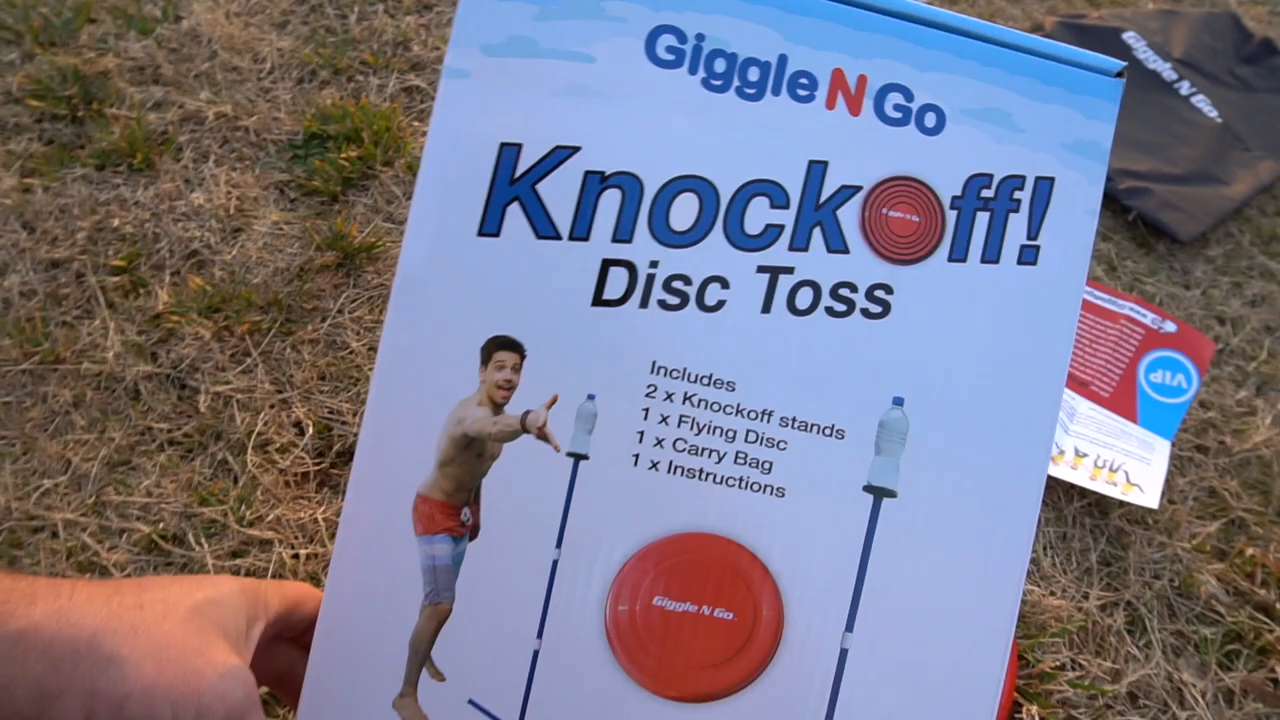 Giggle N Go
Knockoff!
Giggle N Go
Disc Toss
Includes
2 x Knockoff stands
1 x Flying Disc
1 x Carry Bag
1 x Instructions
Giggle N Go
Giggle N Go
VIP